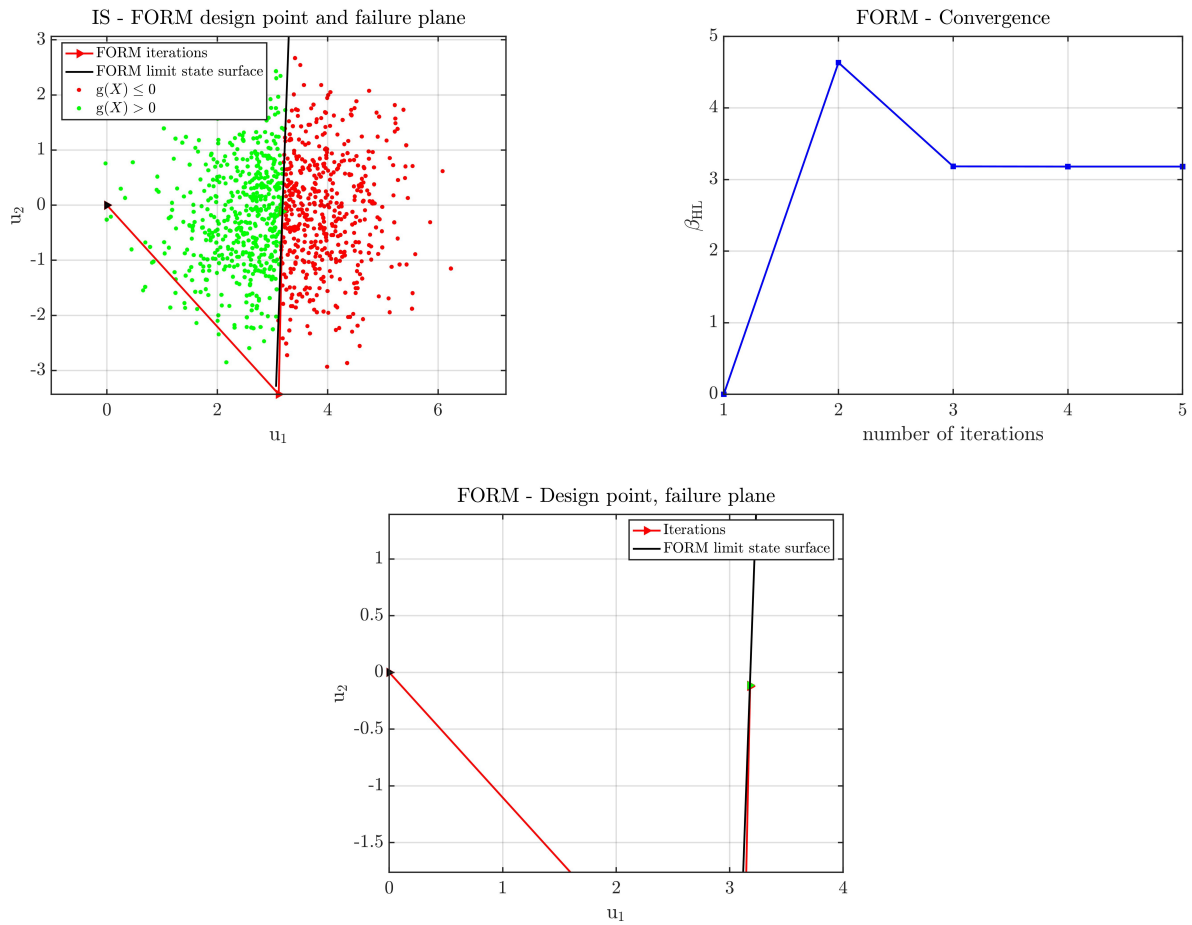 IS - FORM design point and failure plane
FORM iterations
FORM limit state surface
g(X) ≤ 0
g(X) > 0
3
2
1
0
-1
-2
-3
u₂
0 2 4 6
u₁
FORM - Convergence
5
4
3
2
1
0
β_HL
1 2 3 4 5
number of iterations
FORM - Design point, failure plane
Iterations
FORM limit state surface
1
0.5
0
-0.5
-1
-1.5
u₂
0 1 2 3 4
u₁